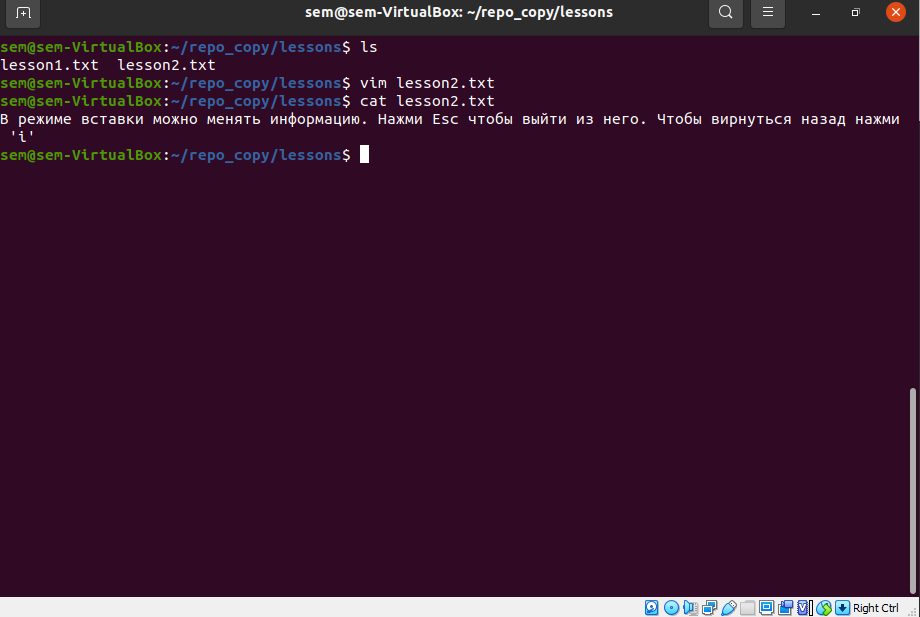 sem@sem-VirtualBox: ~/repo_copy/lessons
sem@sem-VirtualBox:~/repo_copy/lessons$ ls
lesson1.txt  lesson2.txt
sem@sem-VirtualBox:~/repo_copy/lessons$ vim lesson2.txt
sem@sem-VirtualBox:~/repo_copy/lessons$ cat lesson2.txt
В режиме вставки можно менять информацию. Нажми Esc чтобы выйти из него. Чтобы вирнуться назад нажми
 'i'
sem@sem-VirtualBox:~/repo_copy/lessons$
Right Ctrl